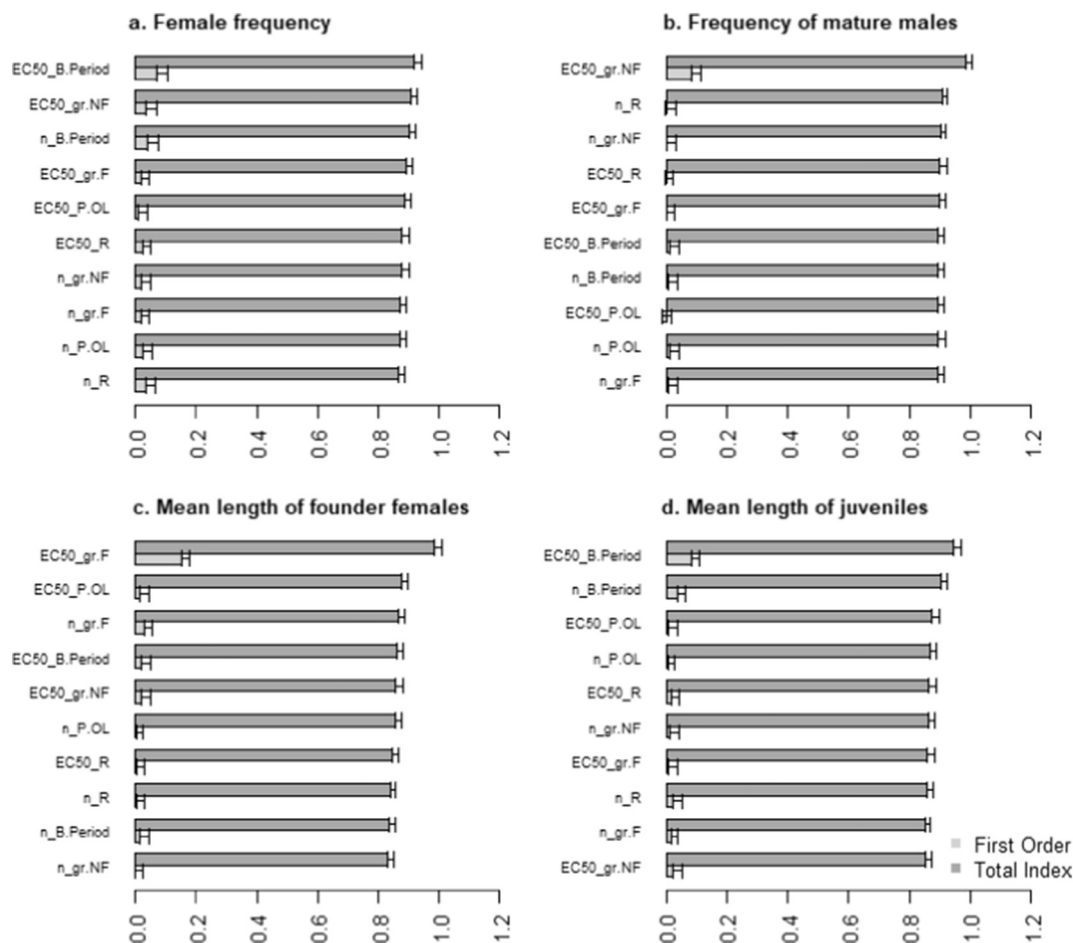 a. Female frequency
EC50_B.Period
EC50_gr.NF
n_B.Period
EC50_gr.F
EC50_P.OL
EC50_R
n_gr.NF
n_gr.F
n_P.OL
n_R
0.0 0.2 0.4 0.6 0.8 1.0 1.2
b. Frequency of mature males
EC50_gr.NF
n_R
n_gr.NF
EC50_R
EC50_gr.F
EC50_B.Period
n_B.Period
EC50_P.OL
n_P.OL
n_gr.F
0.0 0.2 0.4 0.6 0.8 1.0 1.2
c. Mean length of founder females
EC50_gr.F
EC50_P.OL
n_gr.F
EC50_B.Period
EC50_gr.NF
n_P.OL
EC50_R
n_R
n_B.Period
n_gr.NF
0.0 0.2 0.4 0.6 0.8 1.0 1.2
d. Mean length of juveniles
EC50_B.Period
n_B.Period
EC50_P.OL
n_P.OL
EC50_R
n_gr.NF
EC50_gr.F
n_R
n_gr.F
EC50_gr.NF
0.0 0.2 0.4 0.6 0.8 1.0 1.2
First Order
Total Index